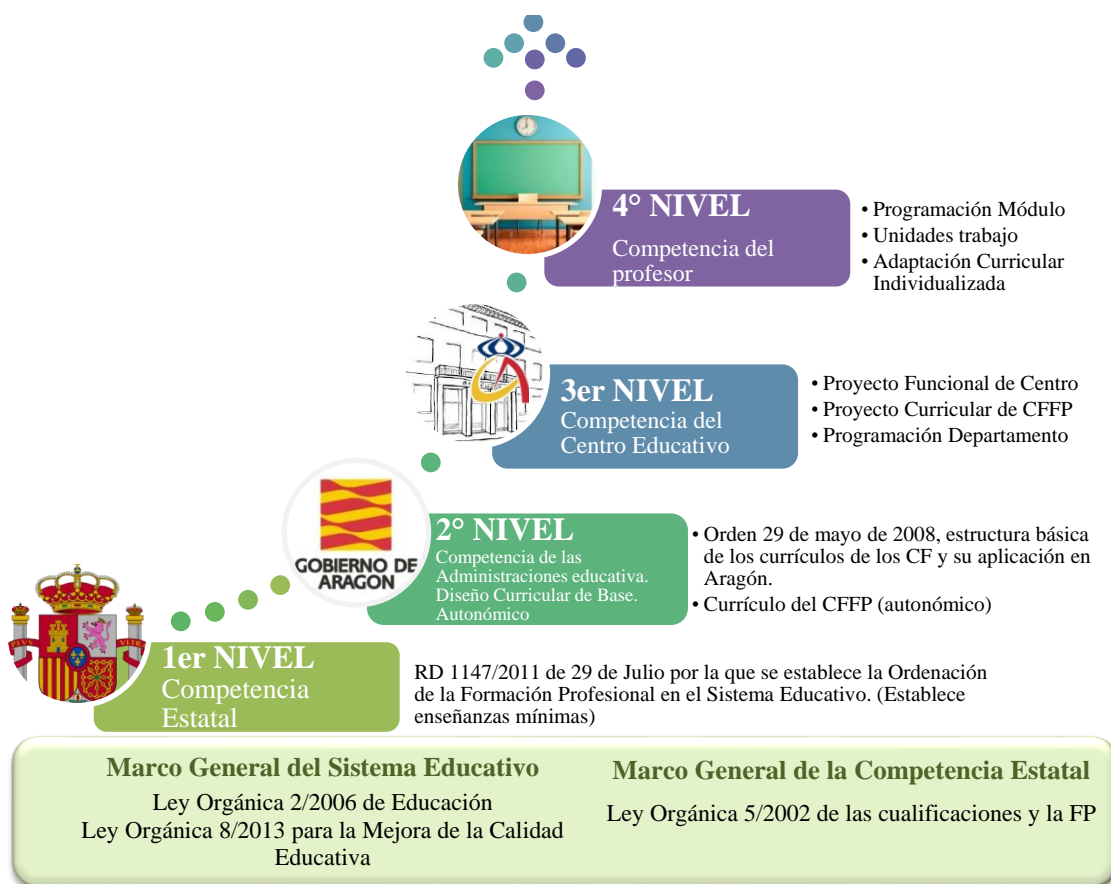 4° NIVEL
Competencia del
profesor
• Programación Módulo
• Unidades trabajo
• Adaptación Curricular
Individualizada
3er NIVEL
Competencia del
Centro Educativo
• Proyecto Funcional de Centro
• Proyecto Curricular de CFFP
• Programación Departamento
GOBIERNO DE
ARAGON
2° NIVEL
Competencia de las
Administraciones educativa.
Diseño Curricular de Base.
Autonómico
• Orden 29 de mayo de 2008, estructura básica
de los currículos de los CF y su aplicación en
Aragón.
• Currículo del CFFP (autonómico)
PLVS VLTR
1er NIVEL
Competencia
Estatal
RD 1147/2011 de 29 de Julio por la que se establece la Ordenación
de la Formación Profesional en el Sistema Educativo. (Establece
enseñanzas mínimas)
Marco General del Sistema Educativo
Ley Orgánica 2/2006 de Educación
Ley Orgánica 8/2013 para la Mejora de la Calidad
Educativa
Marco General de la Competencia Estatal
Ley Orgánica 5/2002 de las cualificaciones y la FP